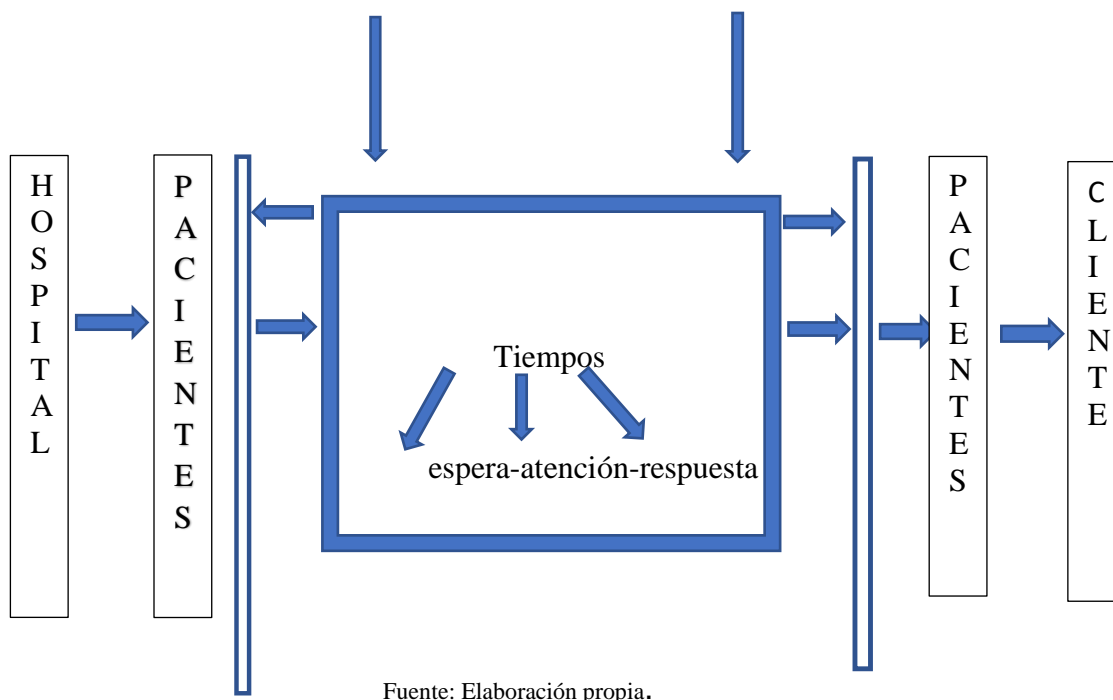 HOSPITAL
PACIENTES
Tiempos
espera-atención-respuesta
PACIENTES
CLIENTE
Fuente: Elaboración propia.